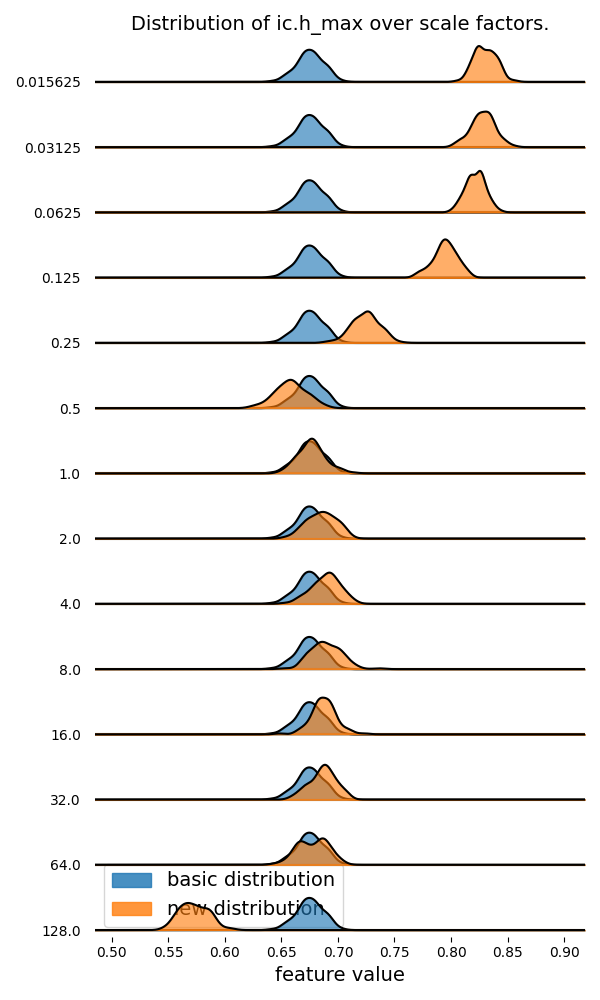 Distribution of ic.h_max over scale factors.
0.015625
0.03125
0.0625
0.125
0.25
0.5
1.0
2.0
4.0
8.0
16.0
32.0
64.0
basic distribution
new distribution
128.0
0.50 0.55 0.60 0.65 0.70 0.75 0.80 0.85 0.90
feature value